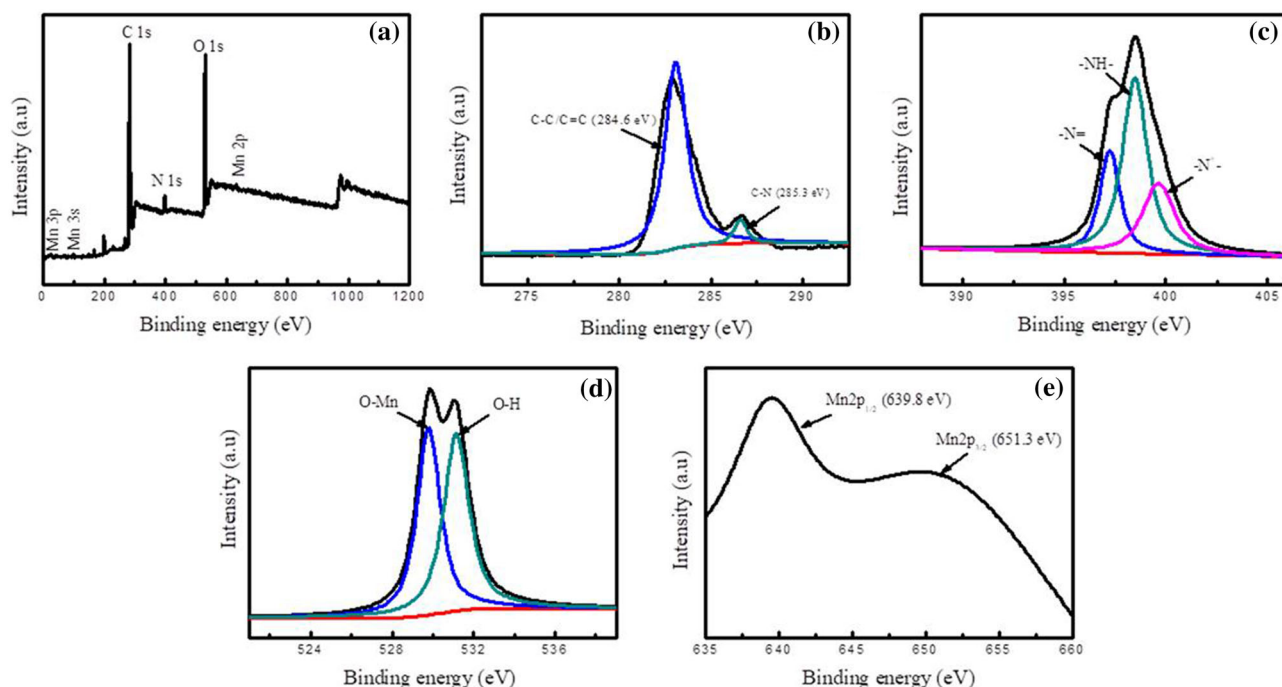 (a)
C 1s
O 1s
N 1s
Mn 2p
Mn 3p
Mn 3s
Intensity (a.u)
0 200 400 600 800 1000 1200
Binding energy (eV)
(b)
C-C/C=C (284.6 eV)
C-N (285.3 eV)
Intensity (a.u)
275 280 285 290
Binding energy (eV)
(c)
-NH-
-N=
-N⁺-
Intensity (a.u)
390 395 400 405
Binding energy (eV)
(d)
O-Mn
O-H
Intensity (a.u)
524 528 532 536
Binding energy (eV)
(e)
Mn2p1/2 (639.8 eV)
Mn2p3/2 (651.3 eV)
Intensity (a.u)
635 640 645 650 655 660
Binding energy (eV)